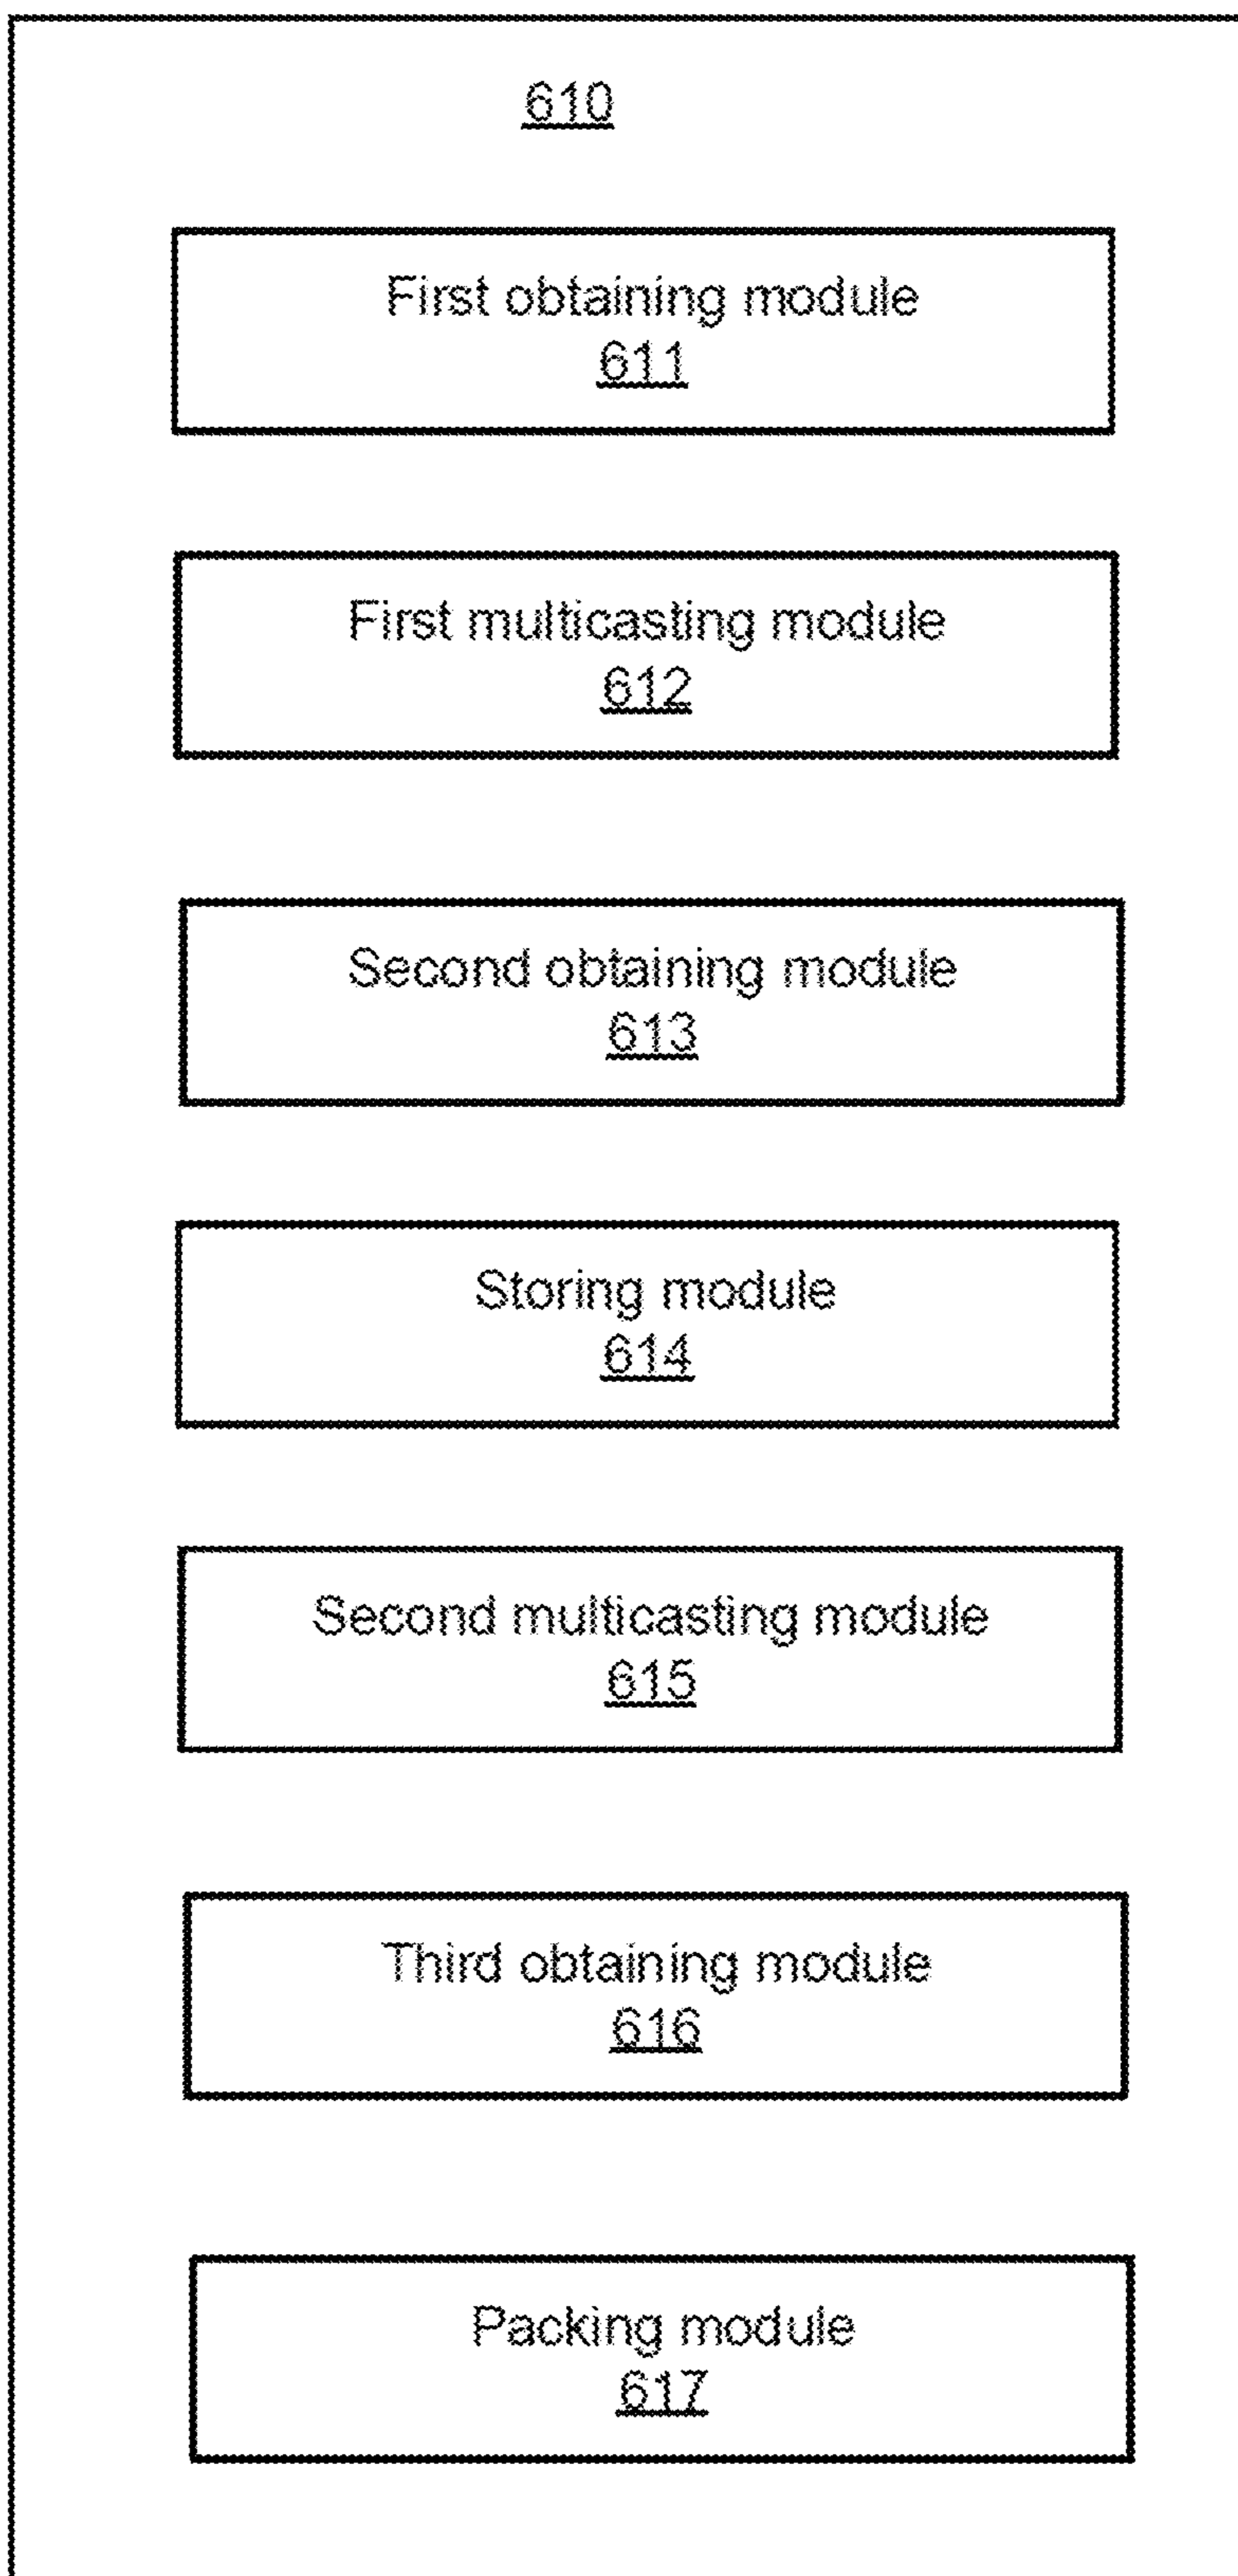 610
First obtaining module
611
First multicasting module
612
Second obtaining module
613
Storing module
614
Second multicasting module
615
Third obtaining module
616
Packing module
617